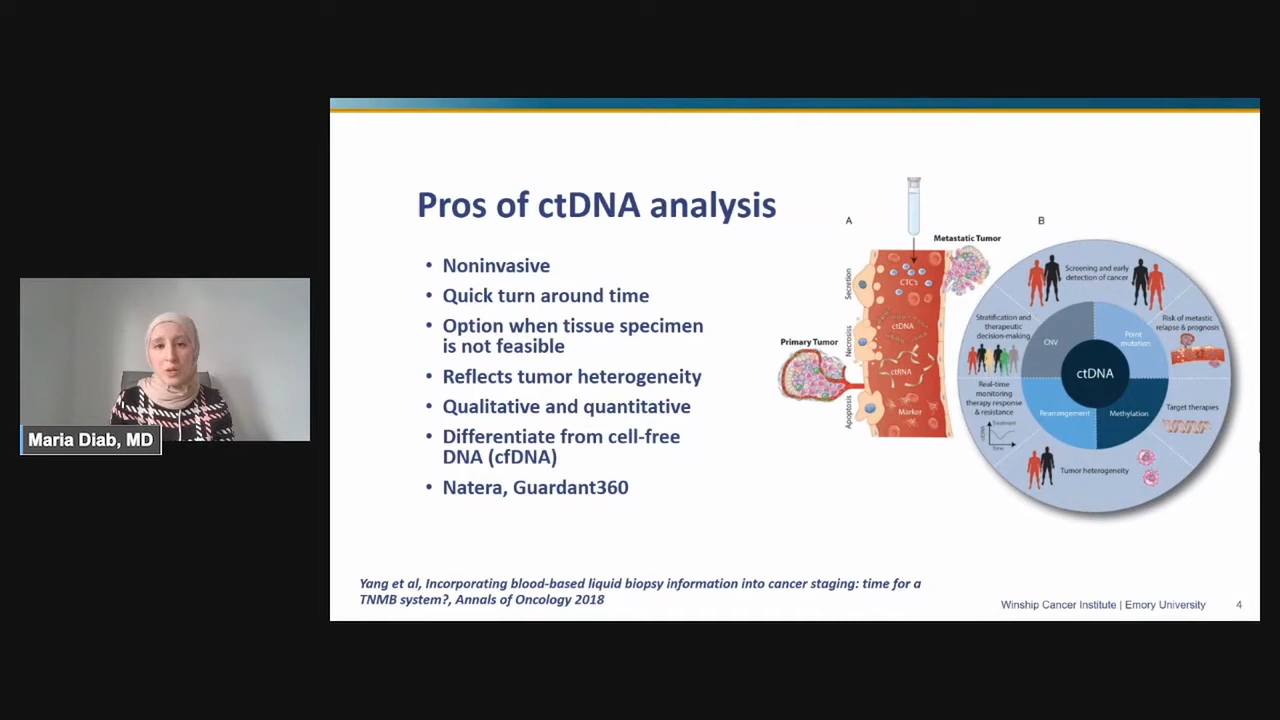 Maria Diab, MD
Pros of ctDNA analysis
• Noninvasive
• Quick turn around time
• Option when tissue specimen
is not feasible
• Reflects tumor heterogeneity
• Qualitative and quantitative
• Differentiate from cell-free
DNA (cfDNA)
• Natera, Guardant360
A
Metastatic Tumor
Secretion
CTC's
ctDNA
Necrosis
Primary Tumor
ctRNA
Apoptosis
Marker
B
Screening and early
detection of cancer
Stratification and
therapeutic
decision-making
Risk of metastatic
relapse & prognosis
CNV
Point
mutation
ctDNA
Real-time
monitoring
therapy response
& resistance
Rearrangement
Methylation
Target therapies
ctDNA
Treatment
Time
Tumor heterogeneity
Yang et al, Incorporating blood-based liquid biopsy information into cancer staging: time for a
TNMB system?, Annals of Oncology 2018
Winship Cancer Institute | Emory University
4